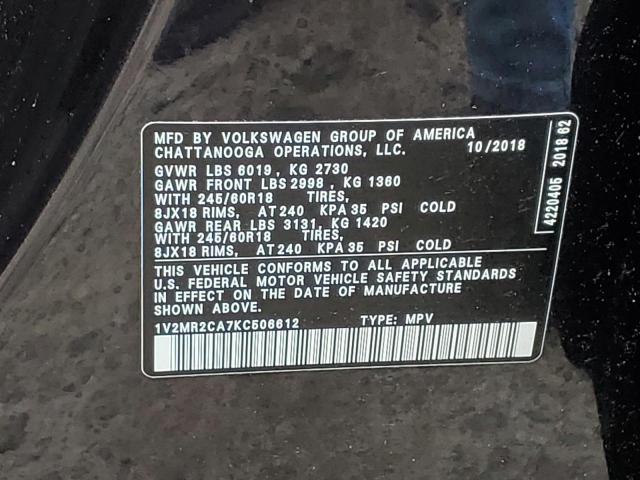 MFD BY VOLKSWAGEN GROUP OF AMERICA
CHATTANOOGA OPERATIONS, LLC. 10/2018
GVWR LBS 6019, KG 2730
GAWR FRONT LBS 2998, KG 1360
WITH 245/60R18 TIRES,
8JX18 RIMS, AT 240 KPA 35 PSI COLD
GAWR REAR LBS 3131, KG 1420
WITH 245/60R18 TIRES,
8JX18 RIMS, AT 240 KPA 35 PSI COLD
THIS VEHICLE CONFORMS TO ALL APPLICABLE
U.S. FEDERAL MOTOR VEHICLE SAFETY STANDARDS
IN EFFECT ON THE DATE OF MANUFACTURE
SHOWN ABOVE.
1V2MR2CA7KC506612 TYPE: MPV
4220405 2018 62